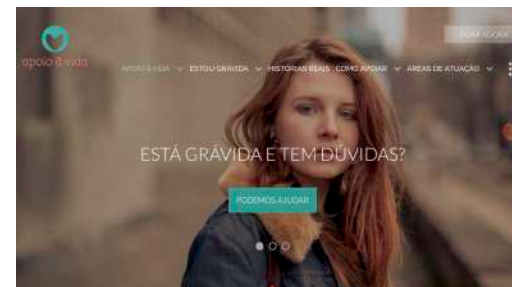 DOAR AGORA
apoio à vida
APOIO À VIDA ESTOU GRÁVIDA HISTÓRIAS REAIS COMO APOIAR ÁREAS DE ATUAÇÃO
ESTÁ GRÁVIDA E TEM DÚVIDAS?
PODEMOS AJUDAR